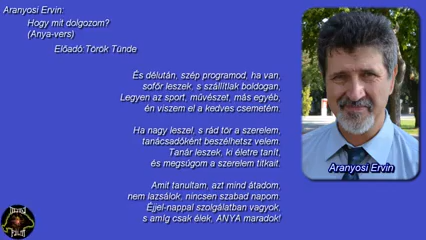 Aranyosi Ervin:
Hogy mit dolgozom?
(Anya-vers)
Előadó:Török Tünde
És délután, szép programod, ha van,
sofőr leszek, s szállítlak boldogan,
Legyen az sport, művészet, más egyéb,
én viszem el a kedves csemetém.
Ha nagy leszel, s rád tör a szerelem,
tanácsadóként beszélhetsz velem.
Tanár leszek, ki életre tanít,
és megsúgom a szerelem titkait.
Amit tanultam, azt mind átadom,
nem lazsálok, nincsen szabad napom.
Éjjel-nappal szolgálatban vagyok,
s amíg csak élek, ANYA maradok!
Aranyosi Ervin